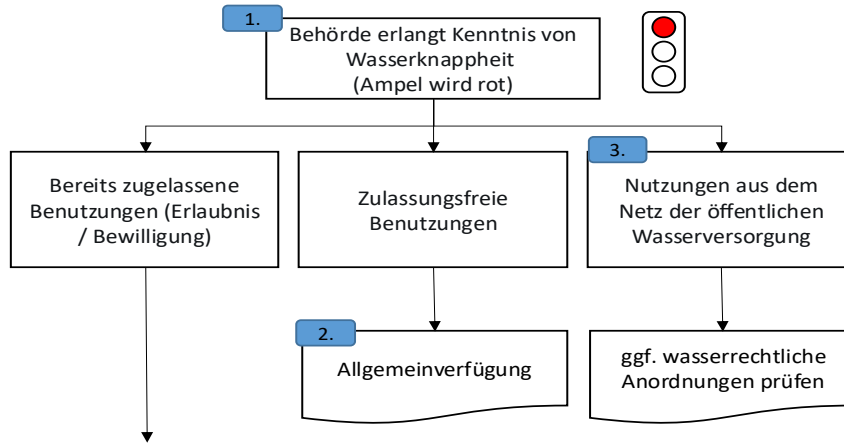 1.
Behörde erlangt Kenntnis von
Wasserknappheit
(Ampel wird rot)
Bereits zugelassene
Benutzungen (Erlaubnis
/ Bewilligung)
Zulassungsfreie
Benutzungen
3.
Nutzungen aus dem
Netz der öffentlichen
Wasserversorgung
2.
Allgemeinverfügung
ggf. wasserrechtliche
Anordnungen prüfen